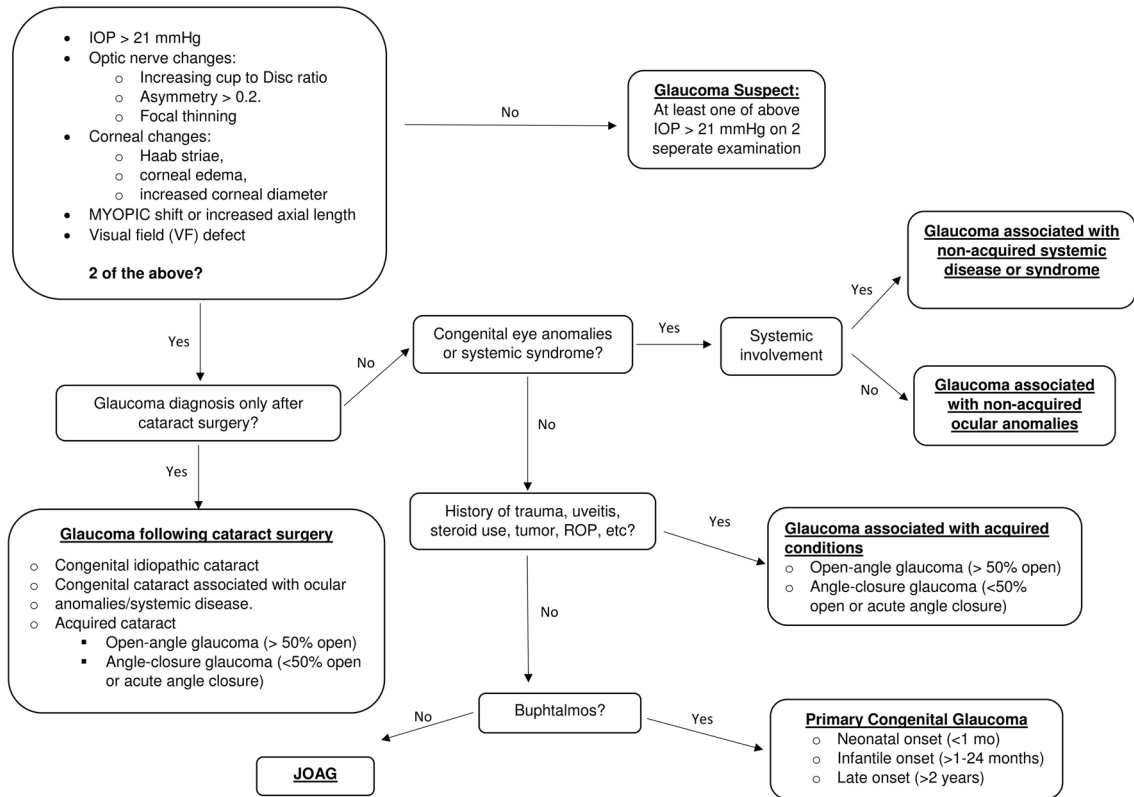 • IOP > 21 mmHg
• Optic nerve changes:
o Increasing cup to Disc ratio
o Asymmetry > 0.2.
o Focal thinning
• Corneal changes:
o Haab striae,
o corneal edema,
o increased corneal diameter
• MYOPIC shift or increased axial length
• Visual field (VF) defect
2 of the above?
No
Glaucoma Suspect:
At least one of above
IOP > 21 mmHg on 2
seperate examination
Yes
Glaucoma diagnosis only after
cataract surgery?
No
Congenital eye anomalies
or systemic syndrome?
Yes
Systemic
involvement
Yes
Glaucoma associated with
non-acquired systemic
disease or syndrome
No
Glaucoma associated
with non-acquired
ocular anomalies
Yes
Glaucoma following cataract surgery
o Congenital idiopathic cataract
o Congenital cataract associated with ocular
o anomalies/systemic disease.
o Acquired cataract
▪ Open-angle glaucoma (> 50% open)
▪ Angle-closure glaucoma (<50% open
or acute angle closure)
No
History of trauma, uveitis,
steroid use, tumor, ROP, etc?
Yes
Glaucoma associated with acquired
conditions
o Open-angle glaucoma (> 50% open)
o Angle-closure glaucoma (<50%
open or acute angle closure)
No
Buphtalmos?
No
JOAG
Yes
Primary Congenital Glaucoma
o Neonatal onset (<1 mo)
o Infantile onset (>1-24 months)
o Late onset (>2 years)